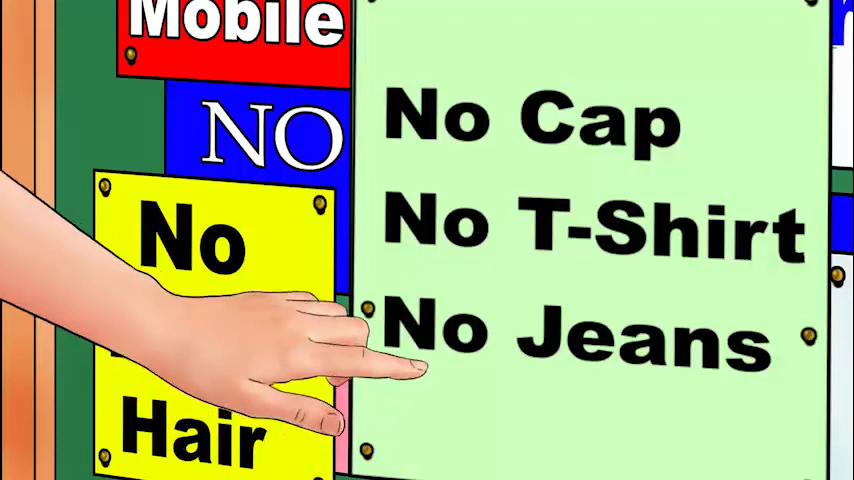 Mobile
NO
No
Hair
No Cap
No T-Shirt
No Jeans